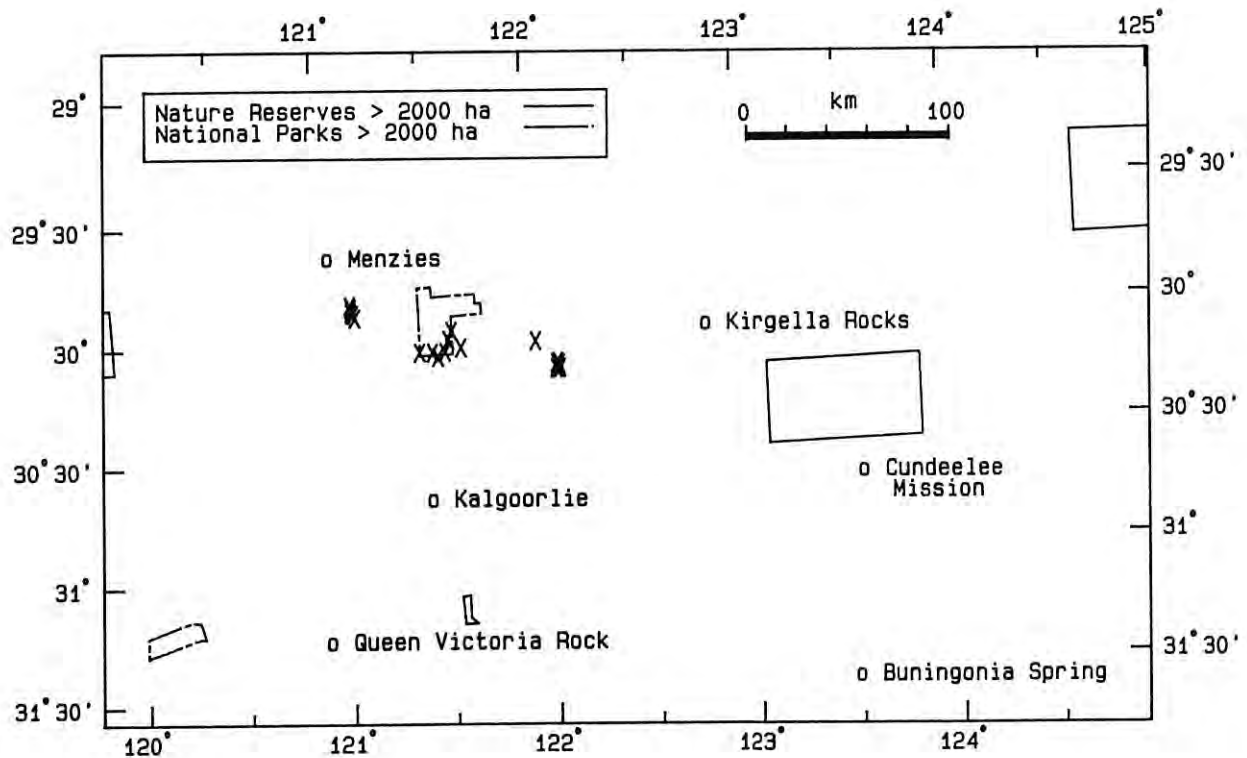 121° 122° 123° 124° 125°
29°
Nature Reserves > 2000 ha
National Parks > 2000 ha
km
0 100
29° 30'
29° 30'
o Menzies
30°
o Kirgella Rocks
30°
30° 30'
30° 30'
o Cundeelee
Mission
o Kalgoorlie
31°
31°
o Queen Victoria Rock
31° 30'
o Buningonia Spring
31° 30'
120° 121° 122° 123° 124°